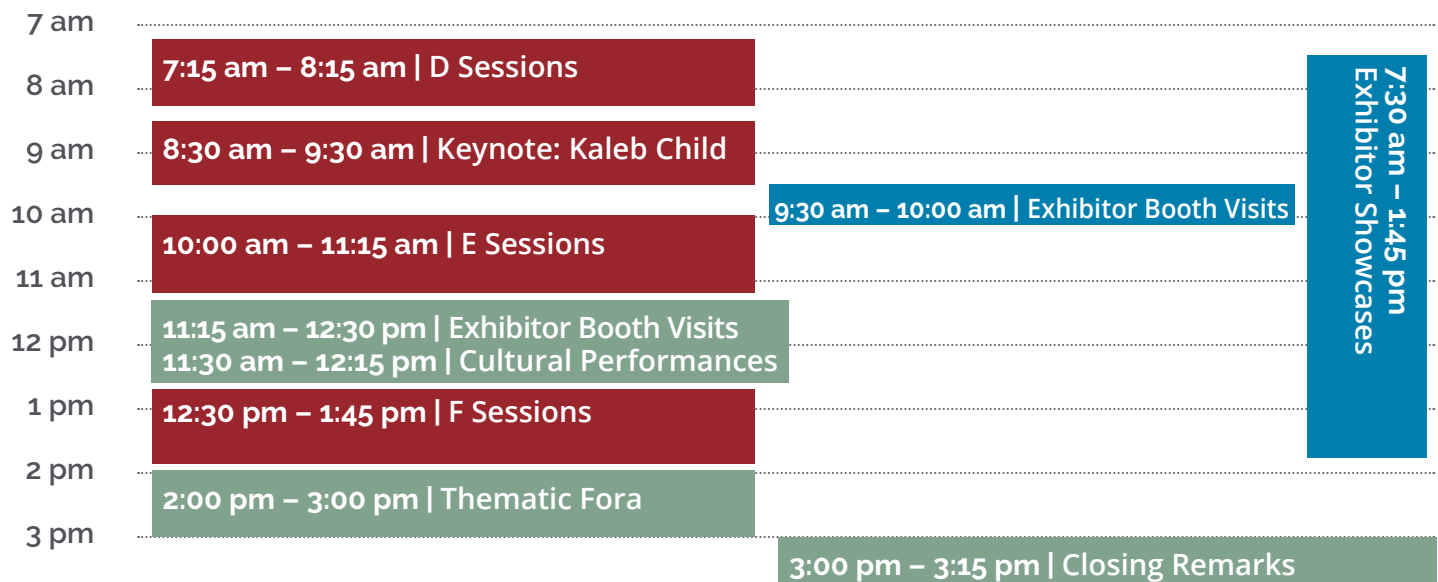 7 am
7:15 am – 8:15 am | D Sessions
8 am
8:30 am – 9:30 am | Keynote: Kaleb Child
9 am
9:30 am – 10:00 am | Exhibitor Booth Visits
10 am
10:00 am – 11:15 am | E Sessions
11 am
11:15 am – 12:30 pm | Exhibitor Booth Visits
11:30 am – 12:15 pm | Cultural Performances
12 pm
12:30 pm – 1:45 pm | F Sessions
1 pm
2 pm
2:00 pm – 3:00 pm | Thematic Fora
3 pm
3:00 pm – 3:15 pm | Closing Remarks
7:30 am – 1:45 pm
Exhibitor Showcases